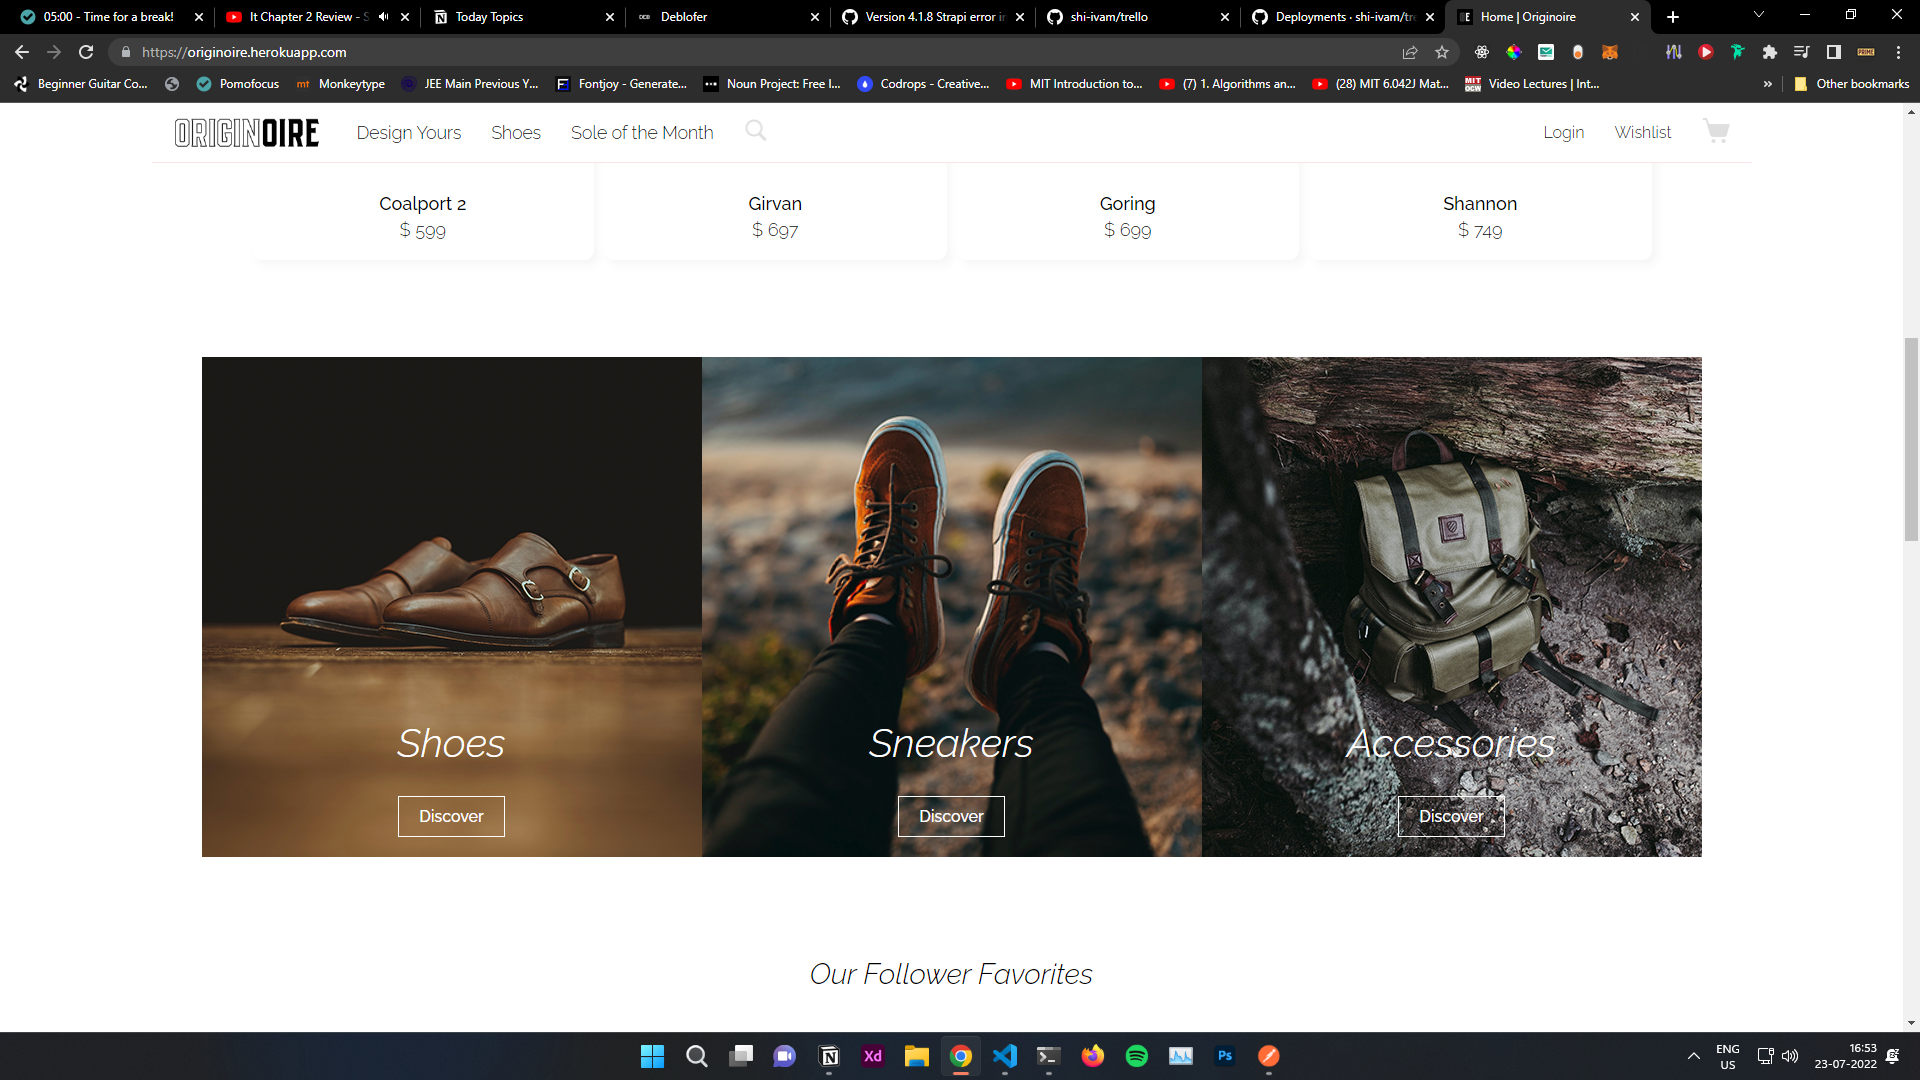 05:00 - Time for a break!
It Chapter 2 Review - S
Today Topics
Deblofer
Version 4.1.8 Strapi error in
shi-ivam/trello
Deployments · shi-ivam/tre
Home | Originoire
https://originoire.herokuapp.com
Beginner Guitar Co...
Pomofocus
mt Monkeytype
JEE Main Previous Y...
Fontjoy - Generate...
Noun Project: Free I...
Codrops - Creative...
MIT Introduction to...
(7) 1. Algorithms an...
(28) MIT 6.042J Mat...
Video Lectures | Int...
»
Other bookmarks
ORIGINOIRE
Design Yours
Shoes
Sole of the Month
Login
Wishlist
Coalport 2
$ 599
Girvan
$ 697
Goring
$ 699
Shannon
$ 749
Shoes
Discover
Sneakers
Discover
Accessories
Discover
Our Follower Favorites
Xd
Ps
ENG
US
16:53
23-07-2022